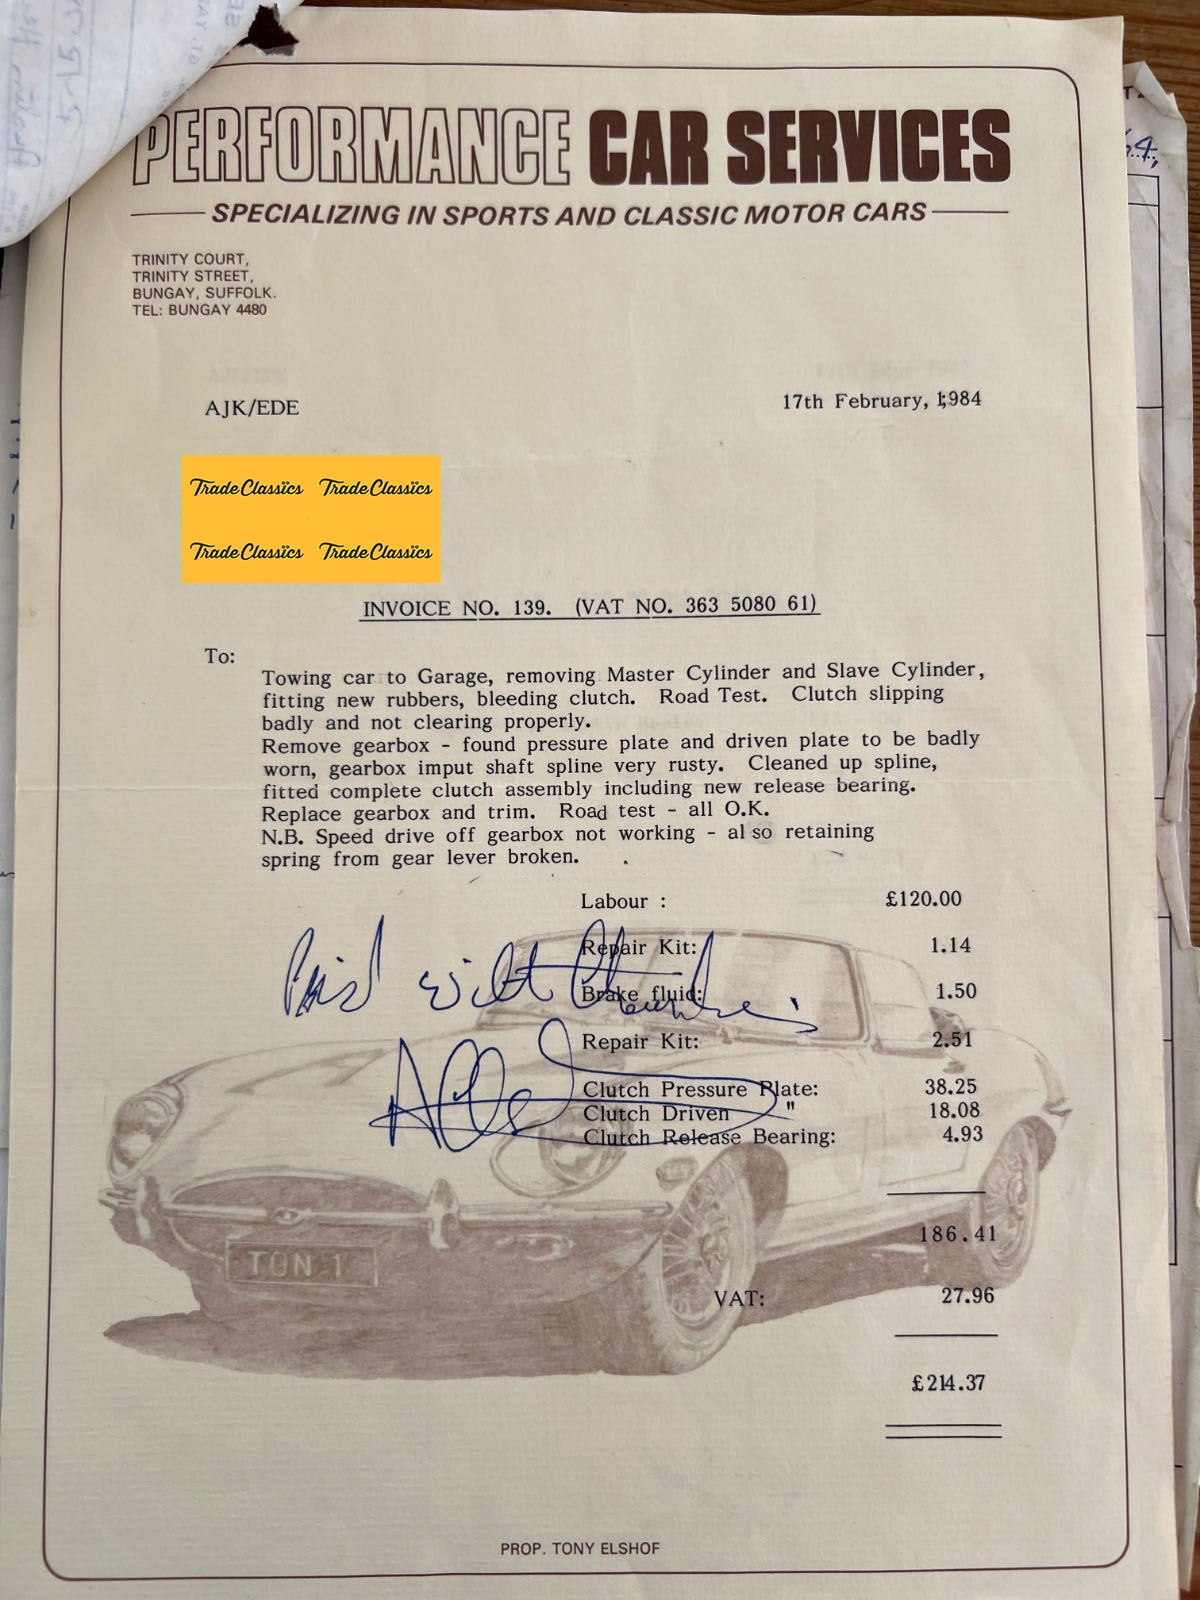 PERFORMANCE CAR SERVICES
SPECIALIZING IN SPORTS AND CLASSIC MOTOR CARS
TRINITY COURT,
TRINITY STREET,
BUNGAY, SUFFOLK.
TEL: BUNGAY 4480
AJK/EDE
17th February, 1984
TradeClassics TradeClassics
TradeClassics TradeClassics
INVOICE NO. 139. (VAT NO. 363 5080 61)
To:
Towing car to Garage, removing Master Cylinder and Slave Cylinder,
fitting new rubbers, bleeding clutch. Road Test. Clutch slipping
badly and not clearing properly.
Remove gearbox - found pressure plate and driven plate to be badly
worn, gearbox imput shaft spline very rusty. Cleaned up spline,
fitted complete clutch assembly including new release bearing.
Replace gearbox and trim. Road test - all O.K.
N.B. Speed drive off gearbox not working - also retaining
spring from gear lever broken.
Labour : £120.00
Repair Kit: 1.14
Paid with
Brake fluid: 1.50
Repair Kit: 2.51
Clutch Pressure Plate: 38.25
Clutch Driven " 18.08
Clutch Release Bearing: 4.93
186.41
TON 1
VAT: 27.96
£214.37
PROP. TONY ELSHOF